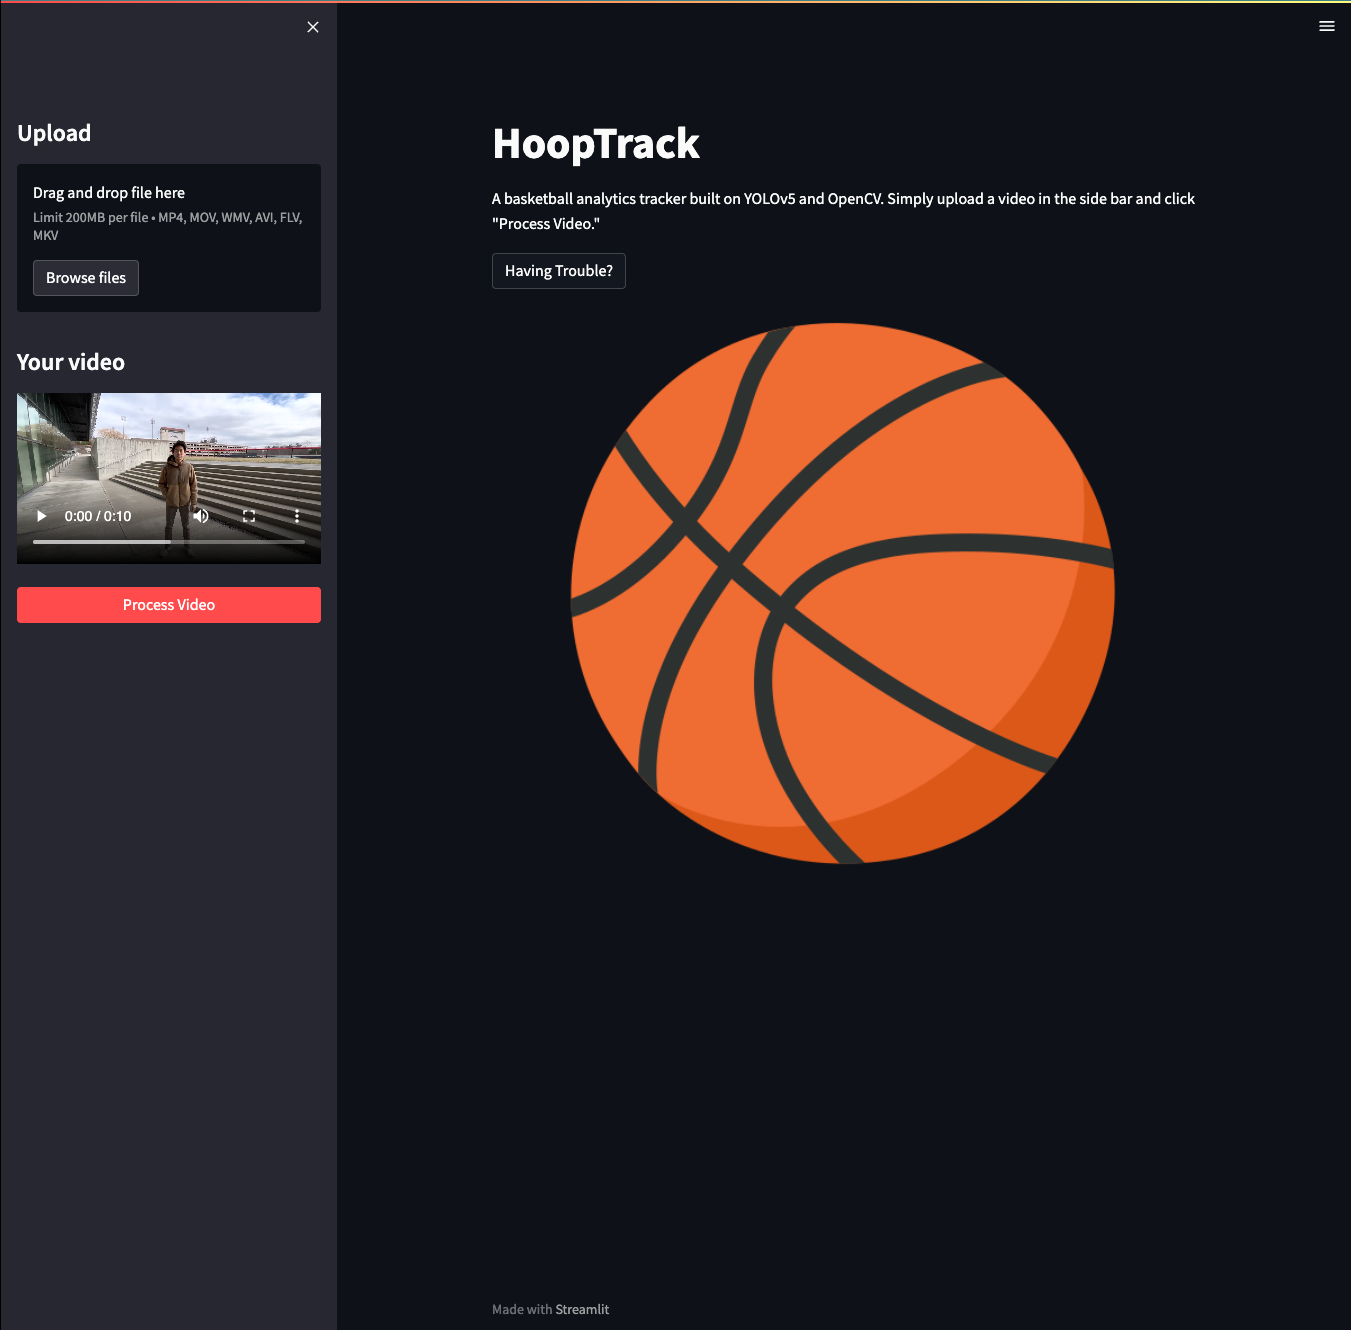 Upload
Drag and drop file here
Limit 200MB per file • MP4, MOV, WMV, AVI, FLV,
MKV
Browse files
Your video
0:00 / 0:10
Process Video
HoopTrack
A basketball analytics tracker built on YOLOv5 and OpenCV. Simply upload a video in the side bar and click
"Process Video."
Having Trouble?
Made with Streamlit